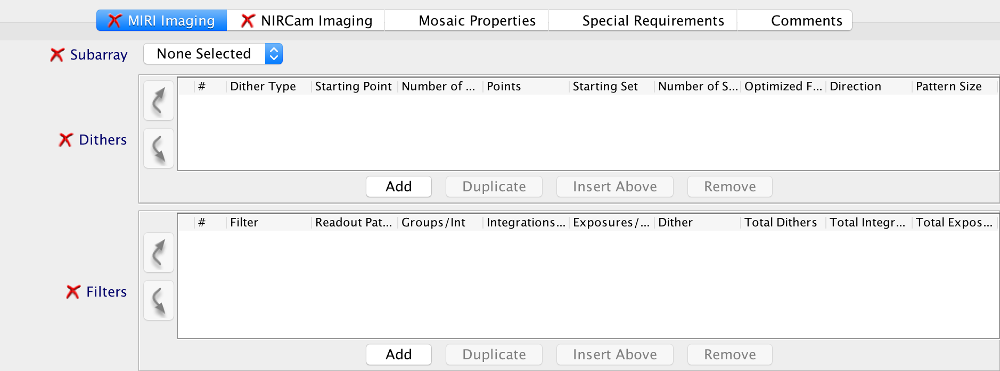 MIRI Imaging NIRCam Imaging Mosaic Properties Special Requirements Comments
Subarray None Selected
# Dither Type Starting Point Number of ... Points Starting Set Number of S... Optimized F... Direction Pattern Size
Dithers
Add Duplicate Insert Above Remove
# Filter Readout Pat... Groups/Int Integrations... Exposures/... Dither Total Dithers Total Integr... Total Expos...
Filters
Add Duplicate Insert Above Remove